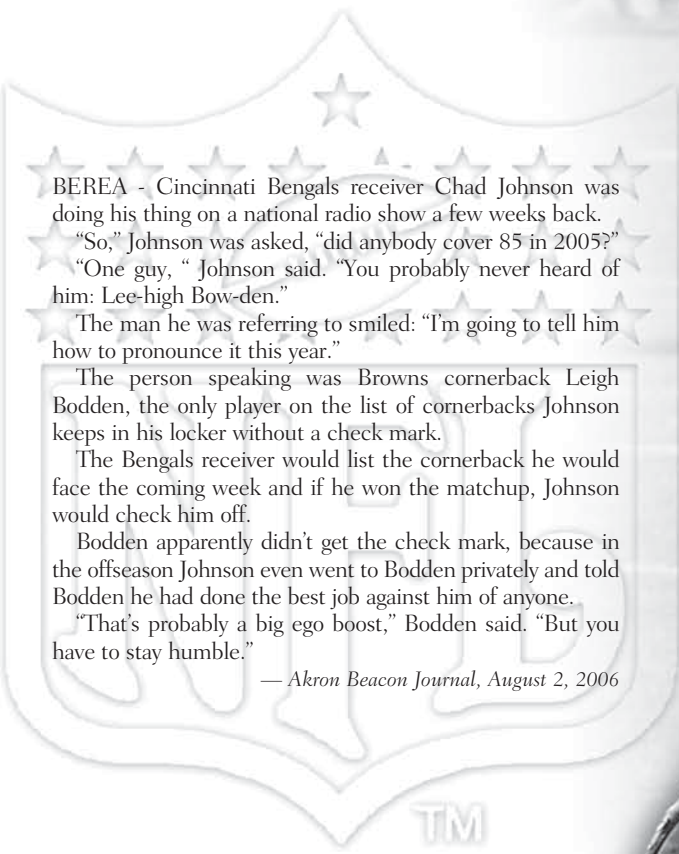 BEREA - Cincinnati Bengals receiver Chad Johnson was
doing his thing on a national radio show a few weeks back.
“So,” Johnson was asked, “did anybody cover 85 in 2005?”
“One guy, “ Johnson said. “You probably never heard of
him: Lee-high Bow-den.”
The man he was referring to smiled: “I’m going to tell him
how to pronounce it this year.”
The person speaking was Browns cornerback Leigh
Bodden, the only player on the list of cornerbacks Johnson
keeps in his locker without a check mark.
The Bengals receiver would list the cornerback he would
face the coming week and if he won the matchup, Johnson
would check him off.
Bodden apparently didn’t get the check mark, because in
the offseason Johnson even went to Bodden privately and told
Bodden he had done the best job against him of anyone.
“That’s probably a big ego boost,” Bodden said. “But you
have to stay humble.”
— Akron Beacon Journal, August 2, 2006
NFL
TM